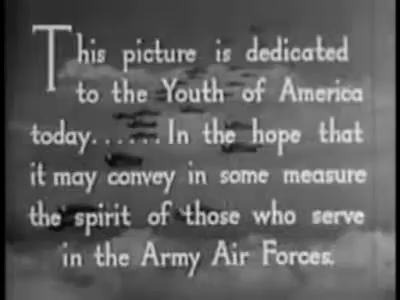 This picture is dedicated
to the Youth of America
today......In the hope that
it may convey in some measure
the spirit of those who serve
in the Army Air Forces.